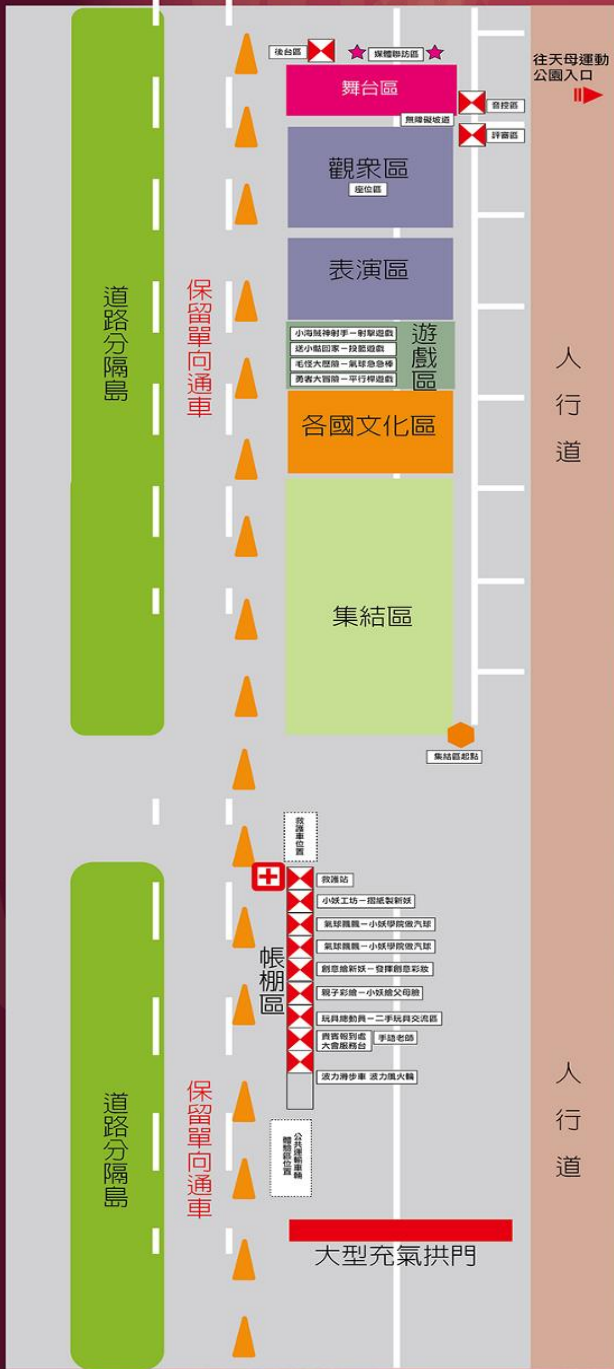 後台區
媒體聯訪區
往天母運動
公園入口
舞台區
音控區
無障礙坡道
評審區
觀衆區
座位區
表演區
道路分隔島
保留單向通車
小海賊神射手－射擊遊戲
送小骷回家－投籃遊戲
毛怪大歷險－氣球急急棒
勇者大冒險－平行桿遊戲
遊戲區
人行道
各國文化區
集結區
集結區起點
救護車位置
救護站
小妖工坊－摺紙製新妖
氣球飄飄－小妖學院做汽球
氣球飄飄－小妖學院做汽球
創意繪新妖－發揮創意彩妝
親子彩繪－小妖繪父母臉
玩具總動員－二手玩具交流區
貴賓報到處
大會服務台
手語老師
波力滑步車 波力風火輪
帳棚區
道路分隔島
保留單向通車
人行道
公共運輸車輛
體驗區位置
大型充氣拱門